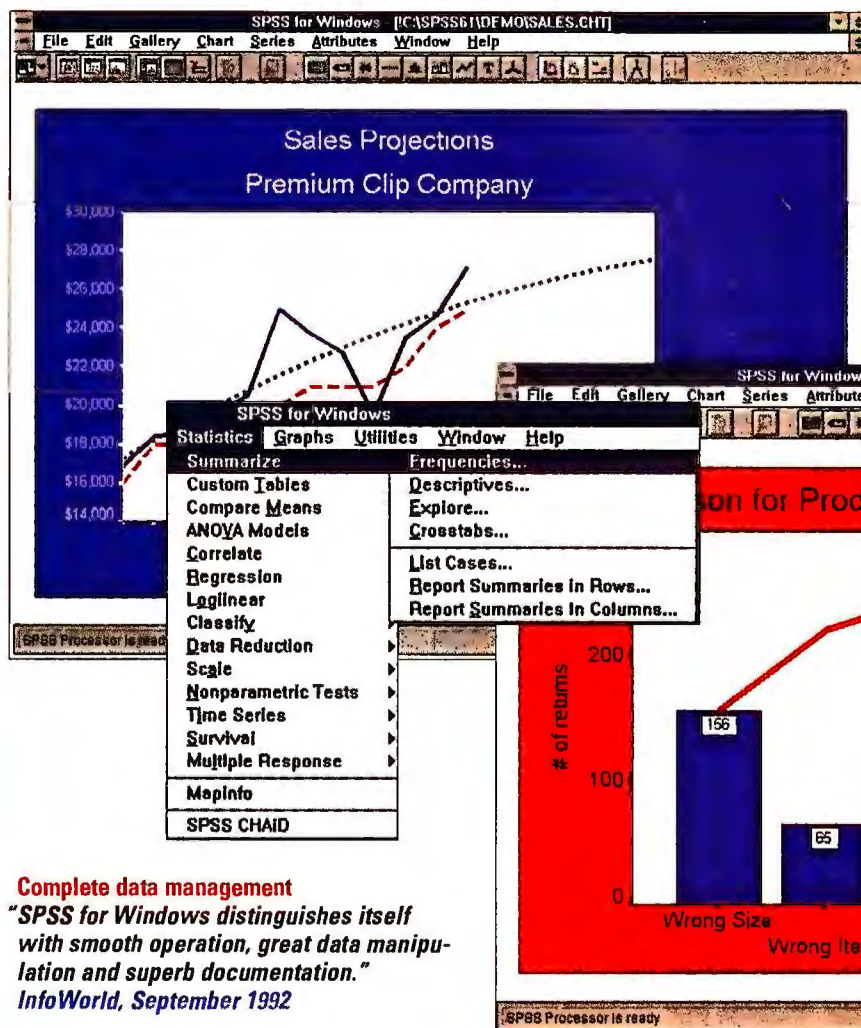 SPSS for Windows - [!C:\SPSS61\DEMO\SALES.CHT]
File Edit Gallery Chart Series Attributes Window Help
Sales Projections
Premium Clip Company
$30,000
$28,000
$26,000
$24,000
$22,000
$20,000
$18,000
$16,000
$14,000
SPSS Processor is ready
SPSS for Windows
Statistics Graphs Utilities Window Help
Summarize
Custom Tables
Compare Means
ANOVA Models
Correlate
Regression
Loglinear
Classify
Data Reduction
Scale
Nonparametric Tests
Time Series
Survival
Multiple Response
MapInfo
SPSS CHAID
Frequencies...
Descriptives...
Explore...
Crosstabs...
List Cases...
Report Summaries in Rows...
Report Summaries in Columns...
SPSS for Window
File Edit Gallery Chart Series Attribute
son for Prod
# of returns
200
100
0
156
65
Wrong Size
Wrong Ite
SPSS Processor is ready
Complete data management
"SPSS for Windows distinguishes itself
with smooth operation, great data manipu-
lation and superb documentation."
InfoWorld, September 1992